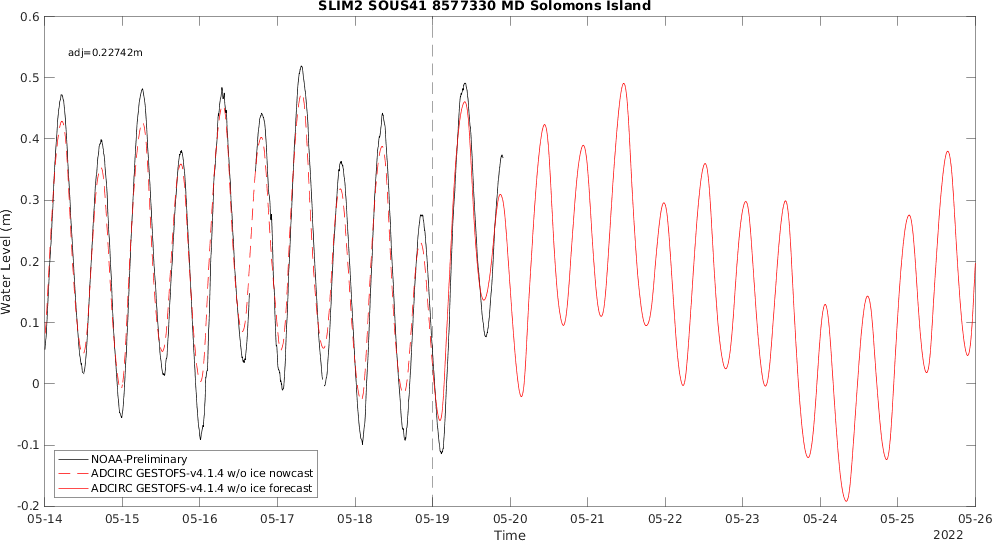 SLIM2 SOUS41 8577330 MD Solomons Island
0.6
adj=0.22742m
0.5
0.4
0.3
0.2
0.1
0
-0.1
-0.2
Water Level (m)
NOAA-Preliminary
ADCIRC GESTOFS-v4.1.4 w/o ice nowcast
ADCIRC GESTOFS-v4.1.4 w/o ice forecast
05-14 05-15 05-16 05-17 05-18 05-19 05-20 05-21 05-22 05-23 05-24 05-25 05-26
Time
2022